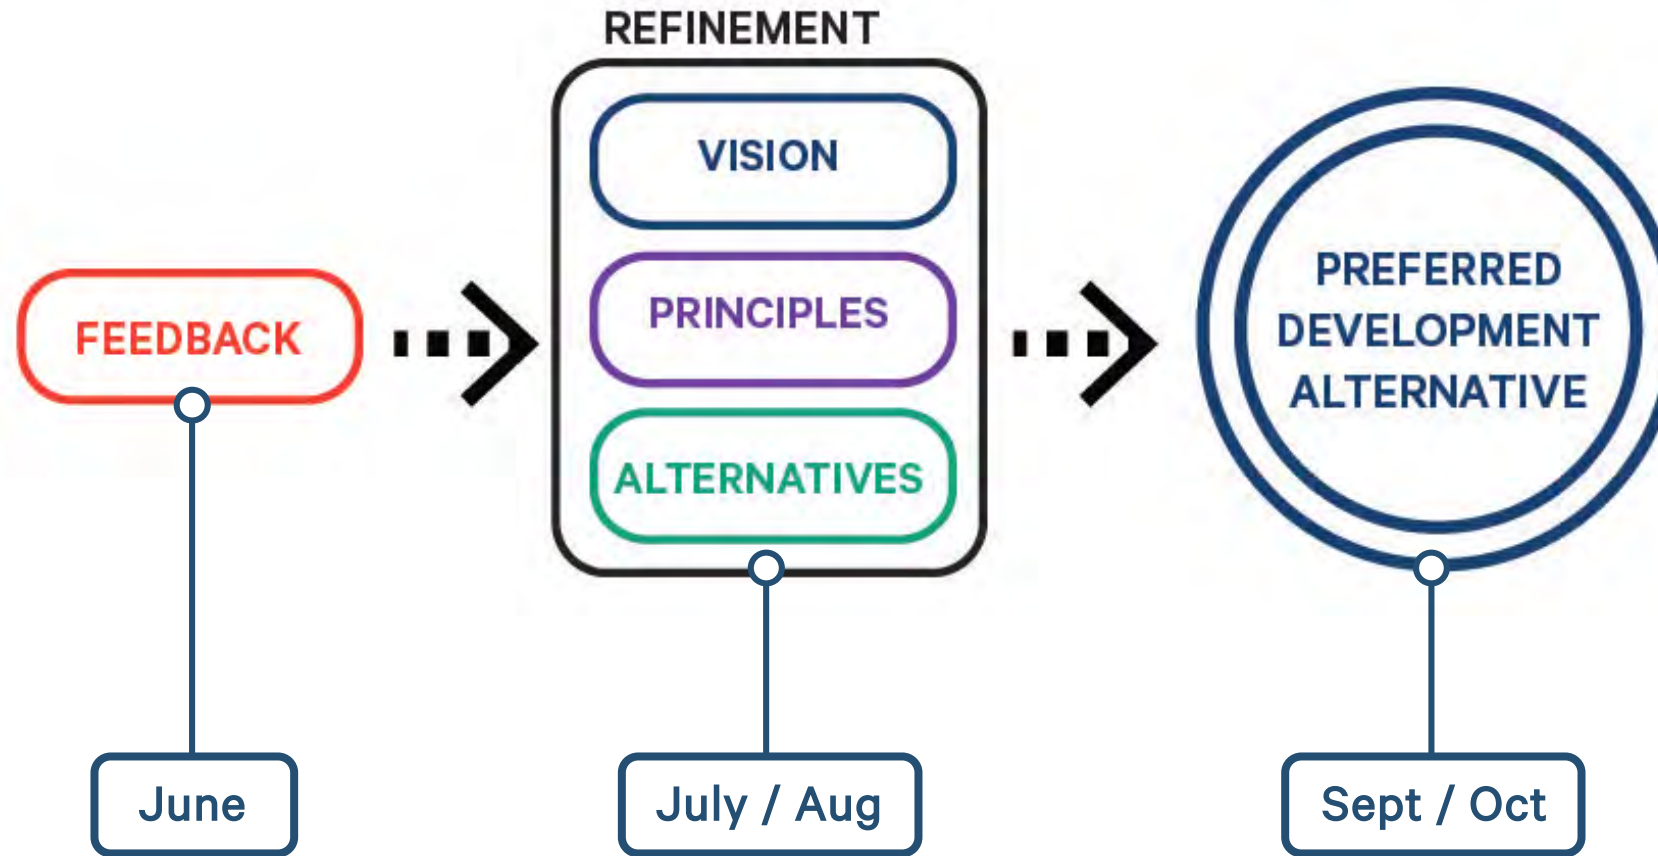 REFINEMENT
VISION
PRINCIPLES
ALTERNATIVES
FEEDBACK
PREFERRED
DEVELOPMENT
ALTERNATIVE
June
July / Aug
Sept / Oct